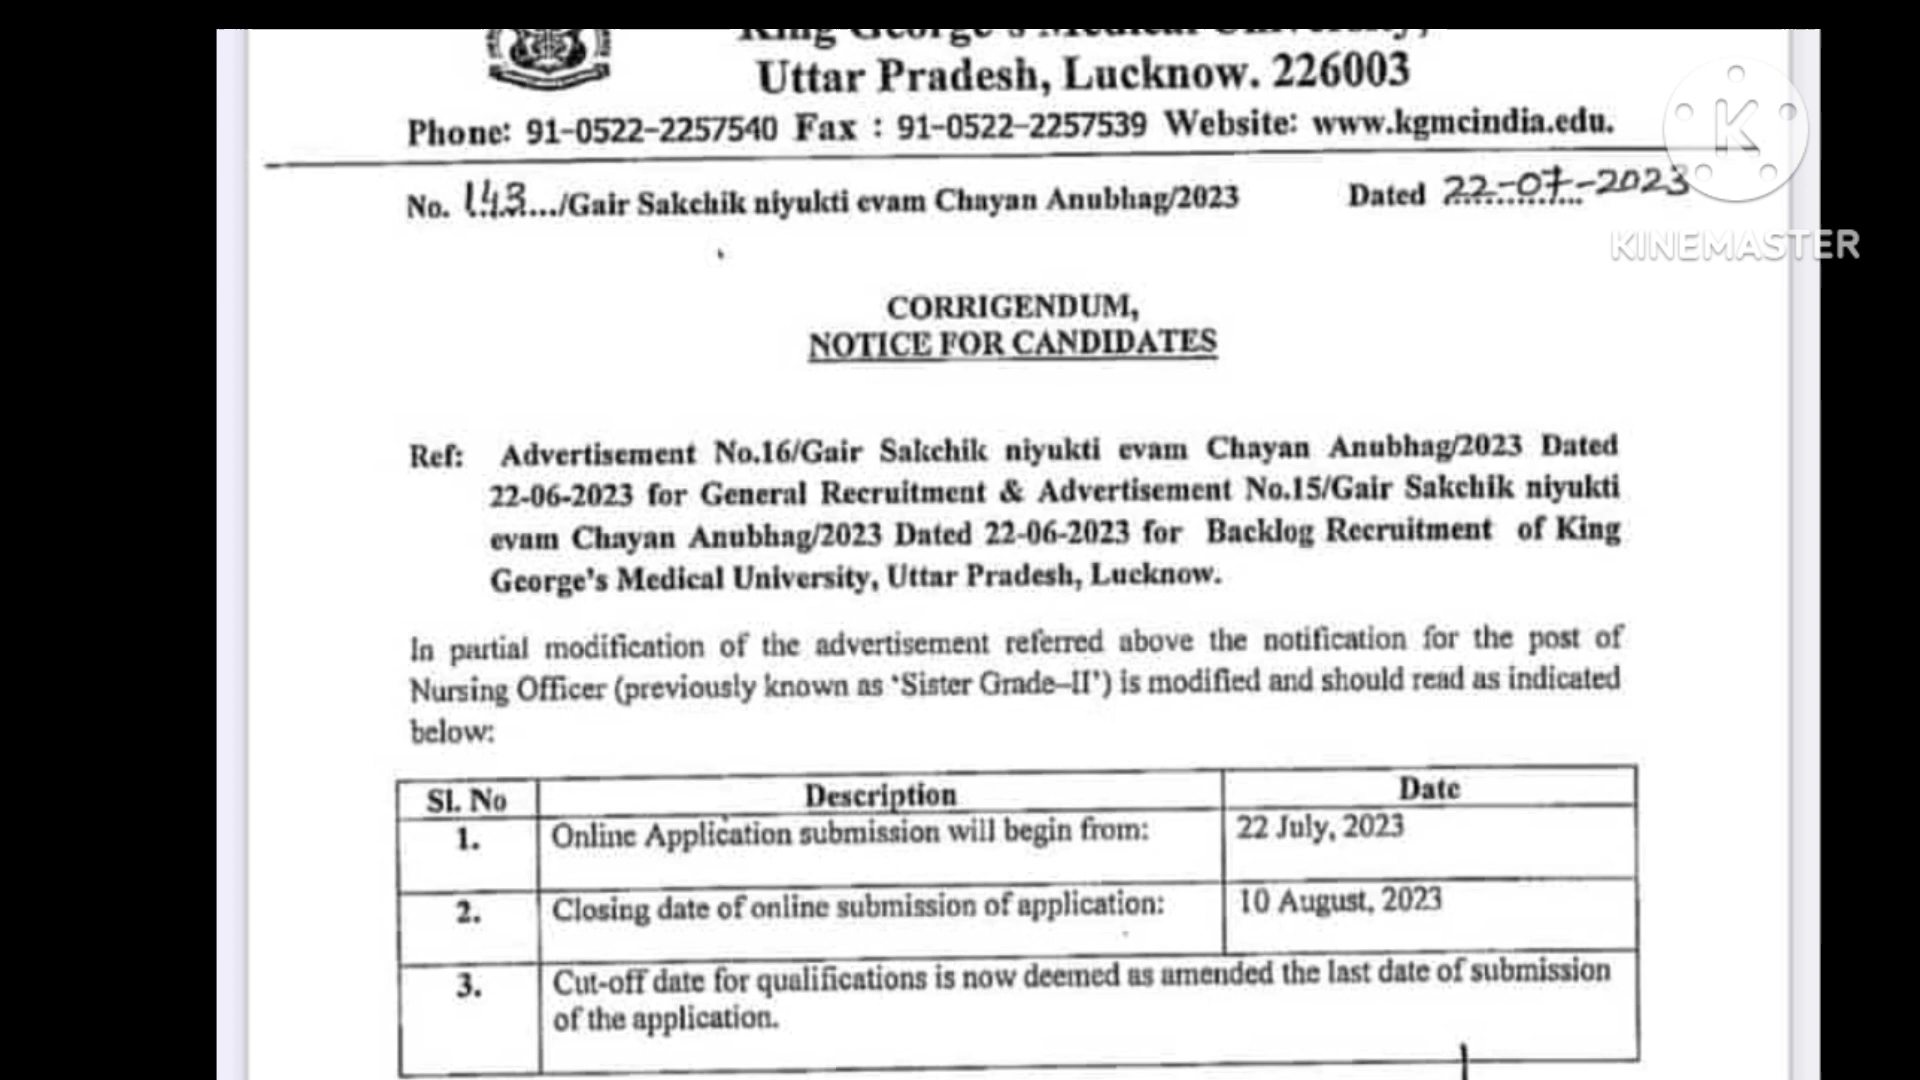 King George's Medical University,
Uttar Pradesh, Lucknow. 226003
Phone: 91-0522-2257540 Fax : 91-0522-2257539 Website: www.kgmcindia.edu.
No. 143.../Gair Sakchik niyukti evam Chayan Anubhag/2023 Dated 22-07-2023
KINEMASTER
CORRIGENDUM,
NOTICE FOR CANDIDATES
Ref: Advertisement No.16/Gair Sakchik niyukti evam Chayan Anubhag/2023 Dated
22-06-2023 for General Recruitment & Advertisement No.15/Gair Sakchik niyukti
evam Chayan Anubhag/2023 Dated 22-06-2023 for Backlog Recruitment of King
George's Medical University, Uttar Pradesh, Lucknow.
In partial modification of the advertisement referred above the notification for the post of
Nursing Officer (previously known as 'Sister Grade-II') is modified and should read as indicated
below:
Sl. No Description Date
1. Online Application submission will begin from: 22 July, 2023
2. Closing date of online submission of application: 10 August, 2023
3. Cut-off date for qualifications is now deemed as amended the last date of submission
of the application.